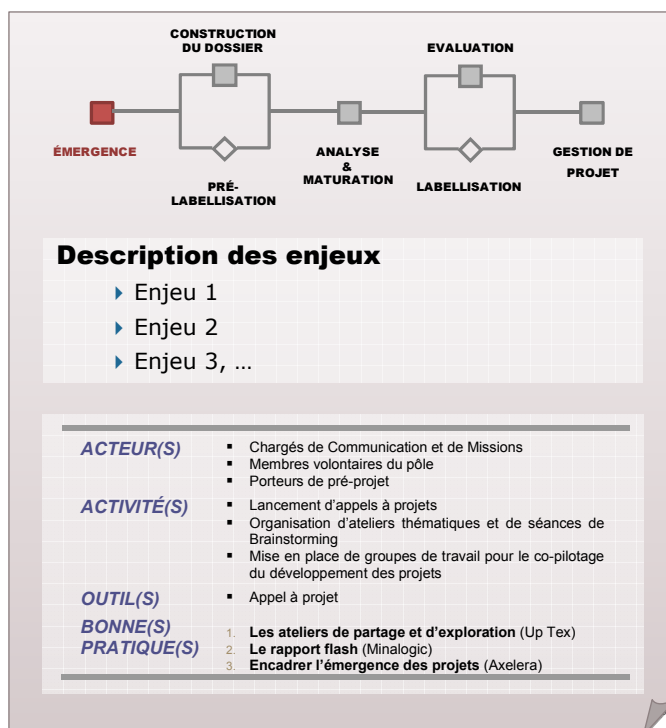 CONSTRUCTION
DU DOSSIER
EVALUATION
ÉMERGENCE
ANALYSE
&
MATURATION
GESTION DE
PROJET
PRÉ-
LABELLISATION
LABELLISATION
Description des enjeux
Enjeu 1
Enjeu 2
Enjeu 3, …
ACTEUR(S)
▪ Chargés de Communication et de Missions
▪ Membres volontaires du pôle
▪ Porteurs de pré-projet
ACTIVITÉ(S)
▪ Lancement d’appels à projets
▪ Organisation d’ateliers thématiques et de séances de
Brainstorming
▪ Mise en place de groupes de travail pour le co-pilotage
du développement des projets
OUTIL(S)
▪ Appel à projet
BONNE(S)
PRATIQUE(S)
1. Les ateliers de partage et d’exploration (Up Tex)
2. Le rapport flash (Minalogic)
3. Encadrer l’émergence des projets (Axelera)